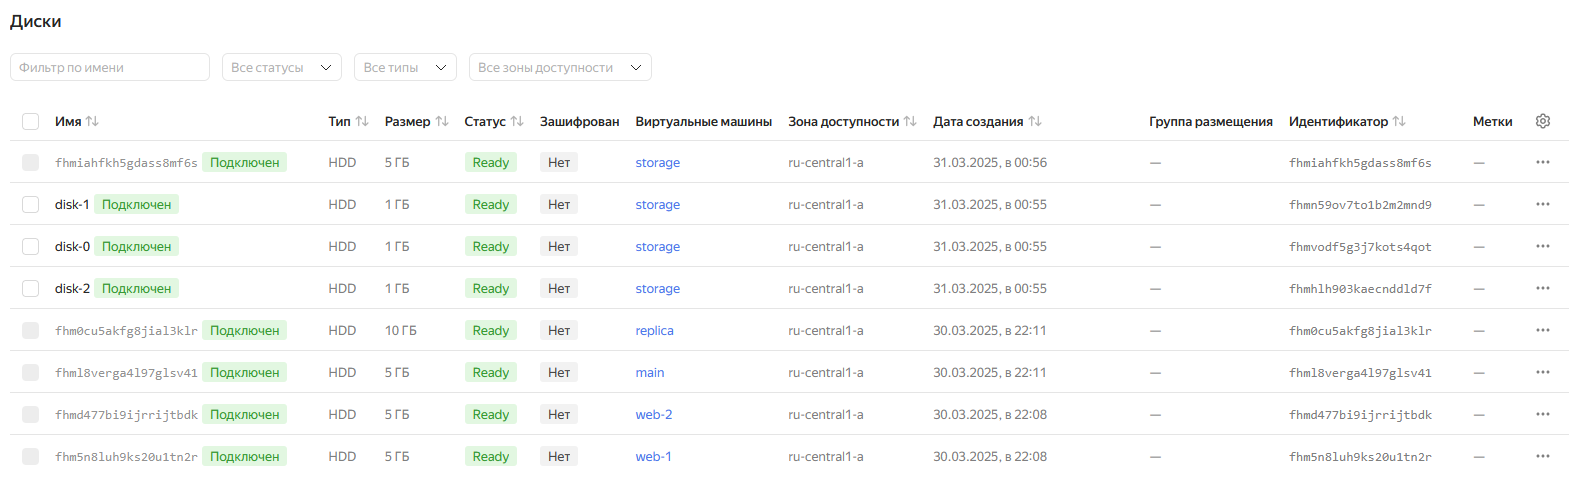 Диски
Фильтр по имени Все статусы Все типы Все зоны доступности
Имя Тип Размер Статус Зашифрован Виртуальные машины Зона доступности Дата создания Группа размещения Идентификатор Метки
fhmiahfkh5gdass8mf6s Подключен HDD 5 ГБ Ready Нет storage ru-central1-a 31.03.2025, в 00:56 — fhmiahfkh5gdass8mf6s —
disk-1 Подключен HDD 1 ГБ Ready Нет storage ru-central1-a 31.03.2025, в 00:55 — fhmn59ov7to1b2m2mnd9 —
disk-0 Подключен HDD 1 ГБ Ready Нет storage ru-central1-a 31.03.2025, в 00:55 — fhmvodf5g3j7kots4qot —
disk-2 Подключен HDD 1 ГБ Ready Нет storage ru-central1-a 31.03.2025, в 00:55 — fhmhlh903kaecnddld7f —
fhm0cu5akfg8jial3klr Подключен HDD 10 ГБ Ready Нет replica ru-central1-a 30.03.2025, в 22:11 — fhm0cu5akfg8jial3klr —
fhml8verga4l97glsv41 Подключен HDD 5 ГБ Ready Нет main ru-central1-a 30.03.2025, в 22:11 — fhml8verga4l97glsv41 —
fhmd477bi9ijrrijtbdk Подключен HDD 5 ГБ Ready Нет web-2 ru-central1-a 30.03.2025, в 22:08 — fhmd477bi9ijrrijtbdk —
fhm5n8luh9ks20u1tn2r Подключен HDD 5 ГБ Ready Нет web-1 ru-central1-a 30.03.2025, в 22:08 — fhm5n8luh9ks20u1tn2r —